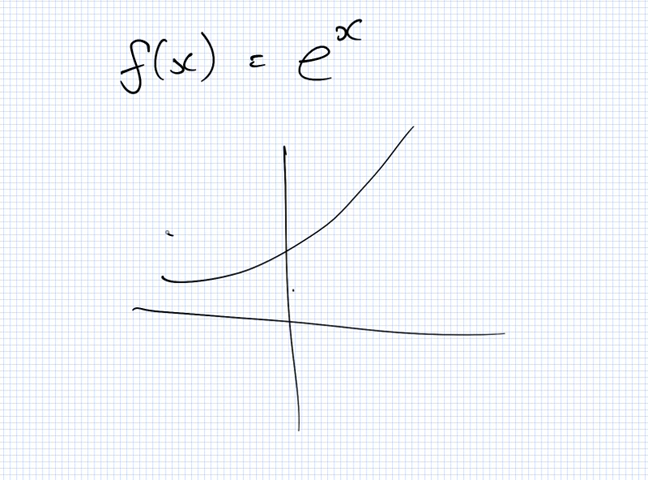 f(x) = e^x